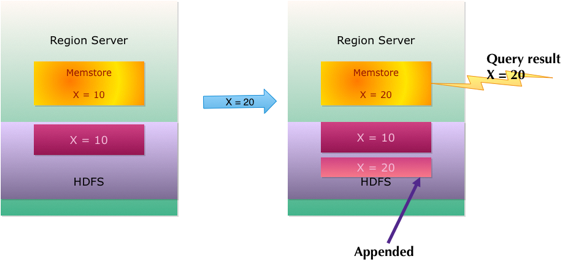 Region Server
Memstore
X = 10
X = 10
HDFS
X = 20
Region Server
Memstore
X = 20
X = 10
X = 20
HDFS
Query result
X = 20
Appended